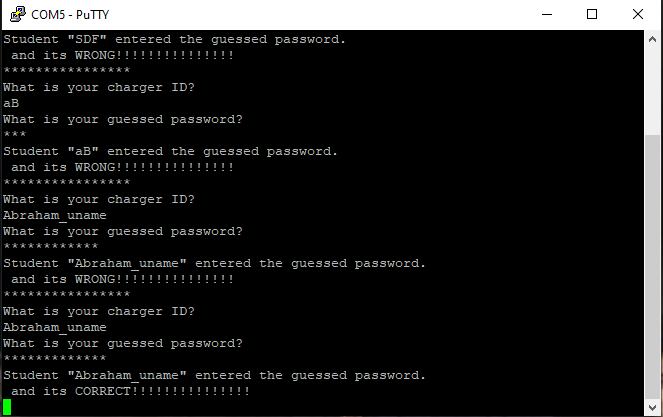 COM5 - PuTTY
Student "SDF" entered the guessed password.
 and its WRONG!!!!!!!!!!!!!!!
****************
What is your charger ID?
aB
What is your guessed password?
***
Student "aB" entered the guessed password.
 and its WRONG!!!!!!!!!!!!!!!
****************
What is your charger ID?
Abraham_uname
What is your guessed password?
************
Student "Abraham_uname" entered the guessed password.
 and its WRONG!!!!!!!!!!!!!!!
****************
What is your charger ID?
Abraham_uname
What is your guessed password?
*************
Student "Abraham_uname" entered the guessed password.
 and its CORRECT!!!!!!!!!!!!!!!